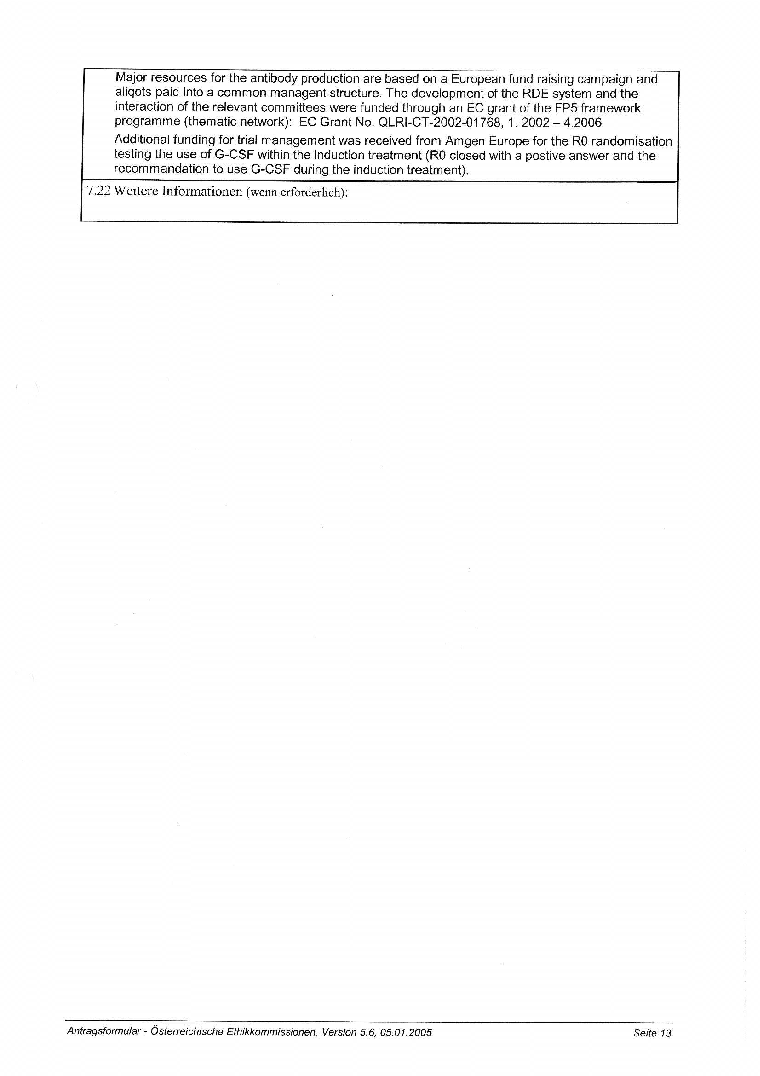 Major resources for the antibody production are based on a European fund raising campaign and
aliqots paid into a common managent structure. The development of the RDE system and the
interaction of the relevant committees were funded through an EC grant of the FP5 framework
programme (thematic network): EC Grant No. QLRI-CT-2002-01768, 1. 2002 – 4.2006
Additional funding for trial management was received from Amgen Europe for the R0 randomisation
testing the use of G-CSF within the Induction treatment (R0 closed with a postive answer and the
recommandation to use G-CSF during the induction treatment).
7.22 Weitere Informationen (wenn erforderlich):
Antragsformular - Österreichische Ethikkommissionen, Version 5.6, 05.01.2005 Seite 13